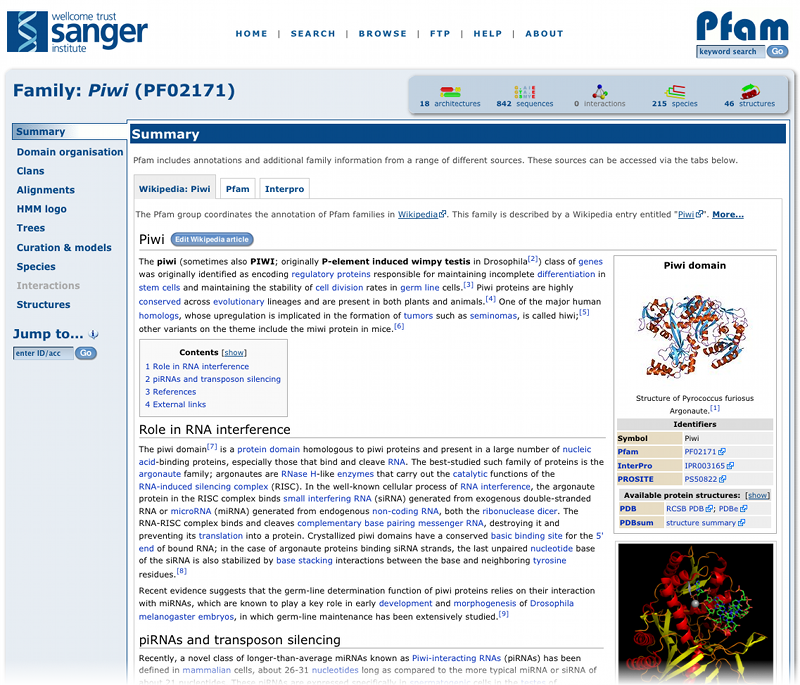 wellcome trust
sanger
institute
HOME | SEARCH | BROWSE | FTP | HELP | ABOUT
Pfam
keyword search Go
Family: Piwi (PF02171)
18 architectures
842 sequences
0 interactions
215 species
46 structures
Summary
Domain organisation
Clans
Alignments
HMM logo
Trees
Curation & models
Species
Interactions
Structures
Jump to...
enter ID/acc Go
Summary
Pfam includes annotations and additional family information from a range of different sources. These sources can be accessed via the tabs below.
Wikipedia: Piwi
Pfam
Interpro
The Pfam group coordinates the annotation of Pfam families in Wikipedia. This family is described by a Wikipedia entry entitled "Piwi". More...
Piwi Edit Wikipedia article
The piwi (sometimes also PIWI; originally P-element induced wimpy testis in Drosophila[2]) class of genes
was originally identified as encoding regulatory proteins responsible for maintaining incomplete differentiation in
stem cells and maintaining the stability of cell division rates in germ line cells.[3] Piwi proteins are highly
conserved across evolutionary lineages and are present in both plants and animals.[4] One of the major human
homologs, whose upregulation is implicated in the formation of tumors such as seminomas, is called hiwi;[5]
other variants on the theme include the miwi protein in mice.[6]
Contents [show]
1 Role in RNA interference
2 piRNAs and transposon silencing
3 References
4 External links
Role in RNA interference
The piwi domain[7] is a protein domain homologous to piwi proteins and present in a large number of nucleic
acid-binding proteins, especially those that bind and cleave RNA. The best-studied such family of proteins is the
argonaute family; argonautes are RNase H-like enzymes that carry out the catalytic functions of the
RNA-induced silencing complex (RISC). In the well-known cellular process of RNA interference, the argonaute
protein in the RISC complex binds small interfering RNA (siRNA) generated from exogenous double-stranded
RNA or microRNA (miRNA) generated from endogenous non-coding RNA, both the ribonuclease dicer. The
RNA-RISC complex binds and cleaves complementary base pairing messenger RNA, destroying it and
preventing its translation into a protein. Crystallized piwi domains have a conserved basic binding site for the 5'
end of bound RNA; in the case of argonaute proteins binding siRNA strands, the last unpaired nucleotide base
of the siRNA is also stabilized by base stacking interactions between the base and neighboring tyrosine
residues.[8]
Recent evidence suggests that the germ-line determination function of piwi proteins relies on their interaction
with miRNAs, which are known to play a key role in early development and morphogenesis of Drosophila
melanogaster embryos, in which germ-line maintenance has been extensively studied.[9]
piRNAs and transposon silencing
Recently, a novel class of longer-than-average miRNAs known as Piwi-interacting RNAs (piRNAs) has been
defined in mammalian cells, about 26-31 nucleotides long as compared to the more typical miRNA or siRNA of
about 21 nucleotides. These piRNAs are expressed specifically in spermatogenic cells in the testes of
Piwi domain
Structure of Pyrococcus furiosus
Argonaute.[1]
Identifiers
Symbol Piwi
Pfam PF02171
InterPro IPR003165
PROSITE PS50822
Available protein structures: [show]
PDB RCSB PDB; PDBe
PDBsum structure summary